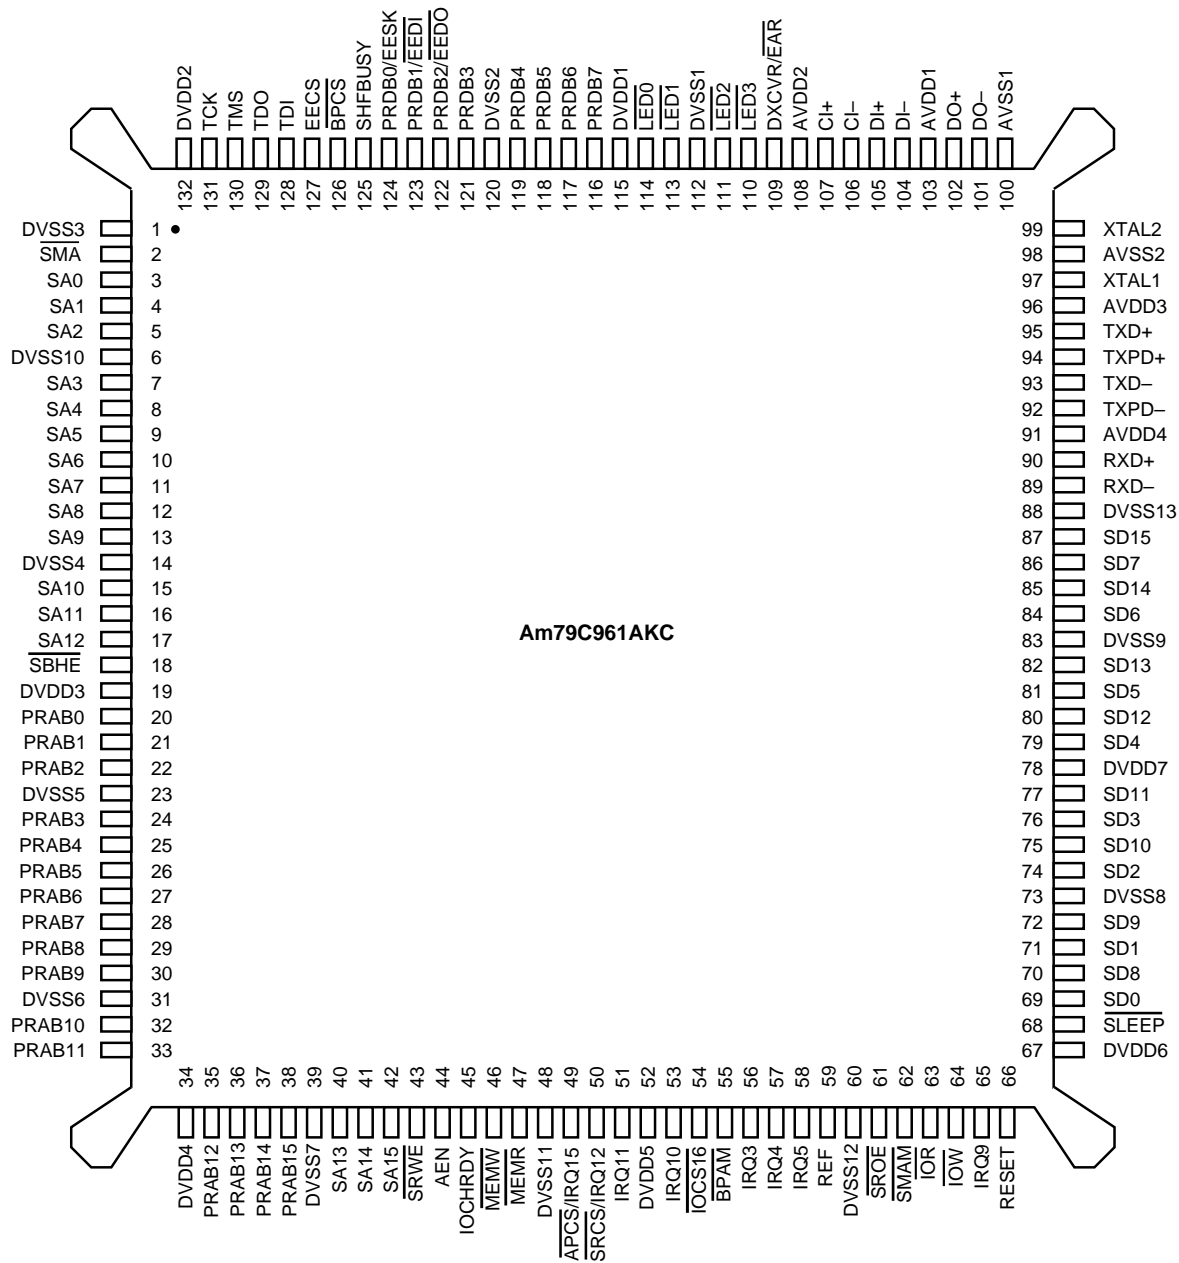 DVDD2
TCK
TMS
TDO
TDI
EECS
BPCS
SHFBUSY
PRDB0/EESK
PRDB1/EEDI
PRDB2/EEDO
PRDB3
DVSS2
PRDB4
PRDB5
PRDB6
PRDB7
DVDD1
LED0
LED1
DVSS1
LED2
LED3
DXCVR/EAR
AVDD2
CI+
CI–
DI+
DI–
AVDD1
DO+
DO–
AVSS1
132 131 130 129 128 127 126 125 124 123 122 121 120 119 118 117 116 115 114 113 112 111 110 109 108 107 106 105 104 103 102 101 100
DVSS3 1 99 XTAL2
SMA 2 98 AVSS2
SA0 3 97 XTAL1
SA1 4 96 AVDD3
SA2 5 95 TXD+
DVSS10 6 94 TXPD+
SA3 7 93 TXD–
SA4 8 92 TXPD–
SA5 9 91 AVDD4
SA6 10 90 RXD+
SA7 11 89 RXD–
SA8 12 88 DVSS13
SA9 13 87 SD15
DVSS4 14 86 SD7
SA10 15 85 SD14
SA11 16 84 SD6
Am79C961AKC
SA12 17 83 DVSS9
SBHE 18 82 SD13
DVDD3 19 81 SD5
PRAB0 20 80 SD12
PRAB1 21 79 SD4
PRAB2 22 78 DVDD7
DVSS5 23 77 SD11
PRAB3 24 76 SD3
PRAB4 25 75 SD10
PRAB5 26 74 SD2
PRAB6 27 73 DVSS8
PRAB7 28 72 SD9
PRAB8 29 71 SD1
PRAB9 30 70 SD8
DVSS6 31 69 SD0
PRAB10 32 68 SLEEP
PRAB11 33 67 DVDD6
34 35 36 37 38 39 40 41 42 43 44 45 46 47 48 49 50 51 52 53 54 55 56 57 58 59 60 61 62 63 64 65 66
DVDD4
PRAB12
PRAB13
PRAB14
PRAB15
DVSS7
SA13
SA14
SA15
SRWE
AEN
IOCHRDY
MEMW
MEMR
DVSS11
APCS/IRQ15
SRCS/IRQ12
IRQ11
DVDD5
IRQ10
IOCS16
BPAM
IRQ3
IRQ4
IRQ5
REF
DVSS12
SROE
SMAM
IOR
IOW
IRQ9
RESET